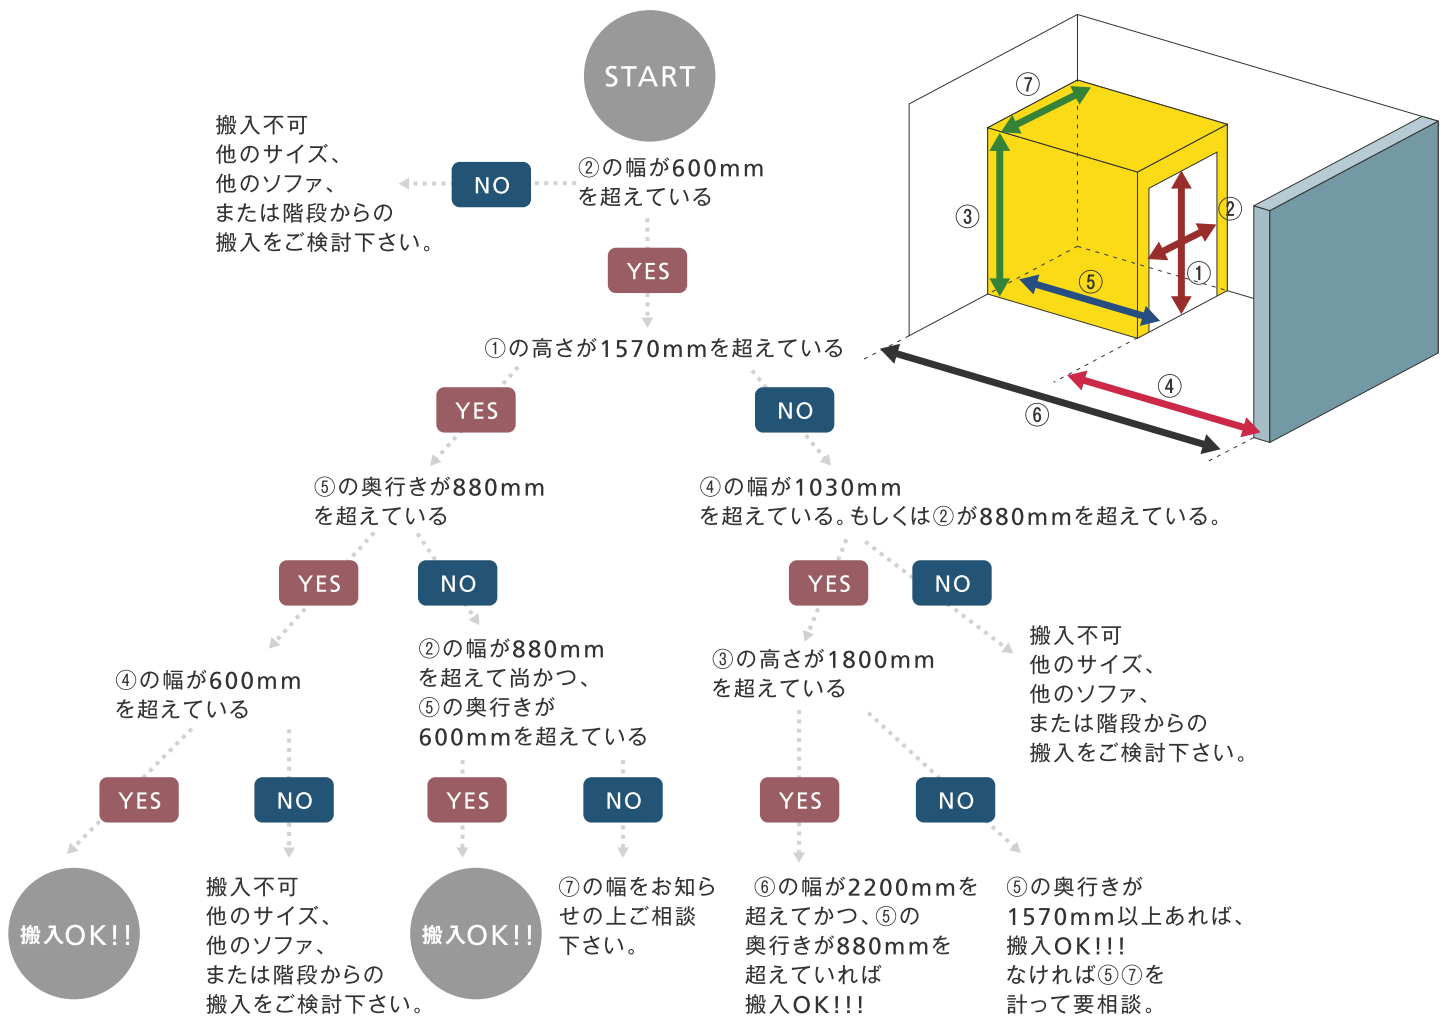 START
搬入不可
他のサイズ、
他のソファ、
または階段からの
搬入をご検討下さい。
NO
②の幅が600mm
を超えている
YES
①の高さが1570mmを超えている
YES
NO
⑤の奥行きが880mm
を超えている
④の幅が1030mm
を超えている。もしくは②が880mmを超えている。
YES
NO
YES
NO
④の幅が600mm
を超えている
②の幅が880mm
を超えて尚かつ、
⑤の奥行きが
600mmを超えている
③の高さが1800mm
を超えている
搬入不可
他のサイズ、
他のソファ、
または階段からの
搬入をご検討下さい。
YES
NO
YES
NO
YES
NO
搬入OK!!
搬入不可
他のサイズ、
他のソファ、
または階段からの
搬入をご検討下さい。
搬入OK!!
⑦の幅をお知ら
せの上ご相談
下さい。
⑥の幅が2200mmを
超えてかつ、⑤の
奥行きが880mmを
超えていれば
搬入OK!!!
⑤の奥行きが
1570mm以上あれば、
搬入OK!!!
なければ⑤⑦を
計って要相談。
⑦
③
②
①
⑤
④
⑥